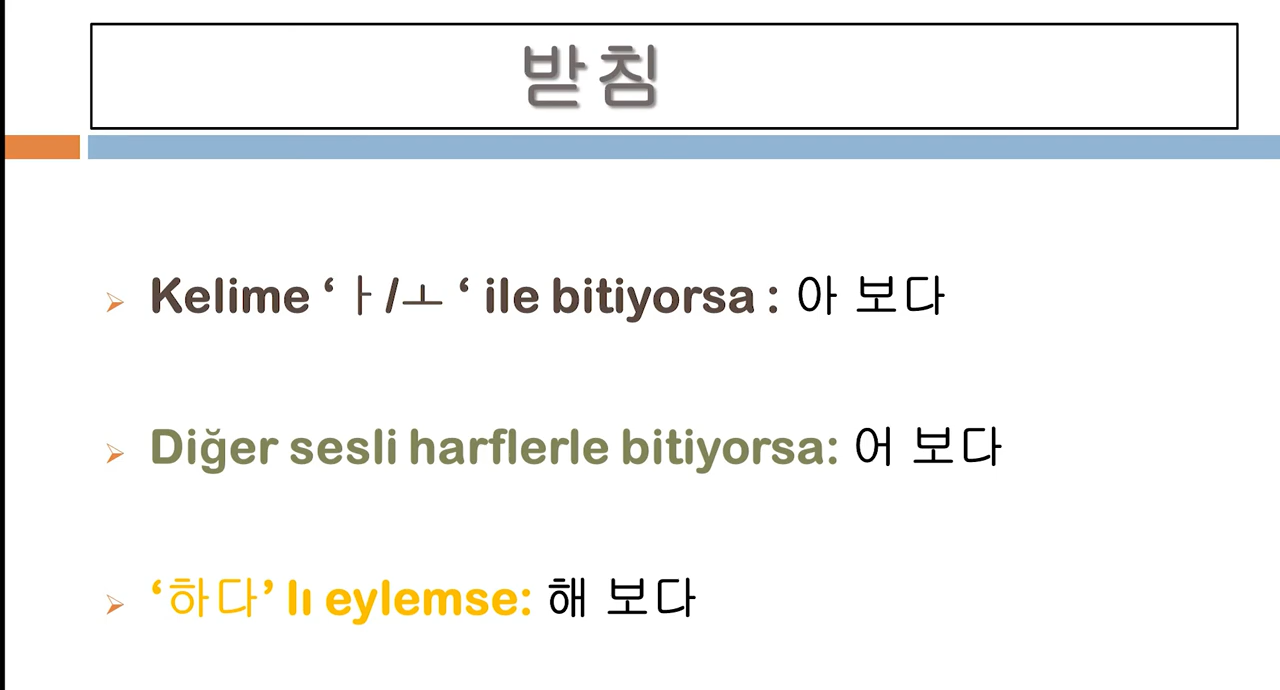 받침
Kelime ‘ㅏ/ㅗ ‘ ile bitiyorsa : 아 보다
Diğer sesli harflerle bitiyorsa: 어 보다
‘하다’ lı eylemse: 해 보다